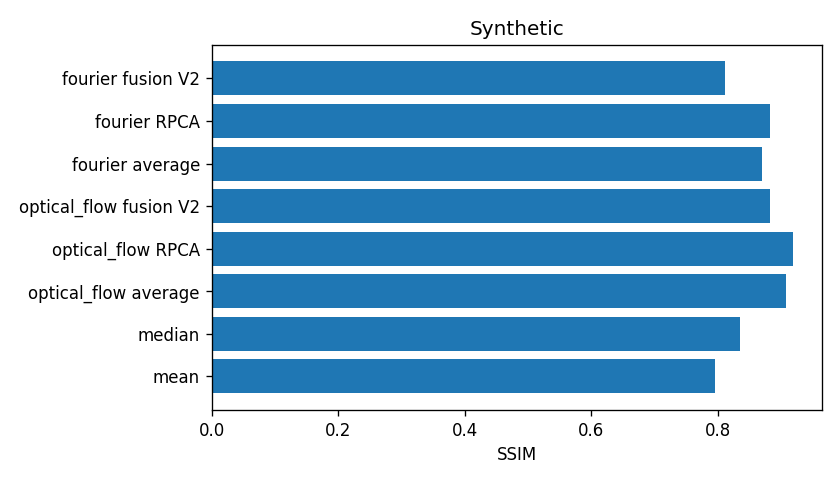 Synthetic
fourier fusion V2
fourier RPCA
fourier average
optical_flow fusion V2
optical_flow RPCA
optical_flow average
median
mean
0.0 0.2 0.4 0.6 0.8
SSIM